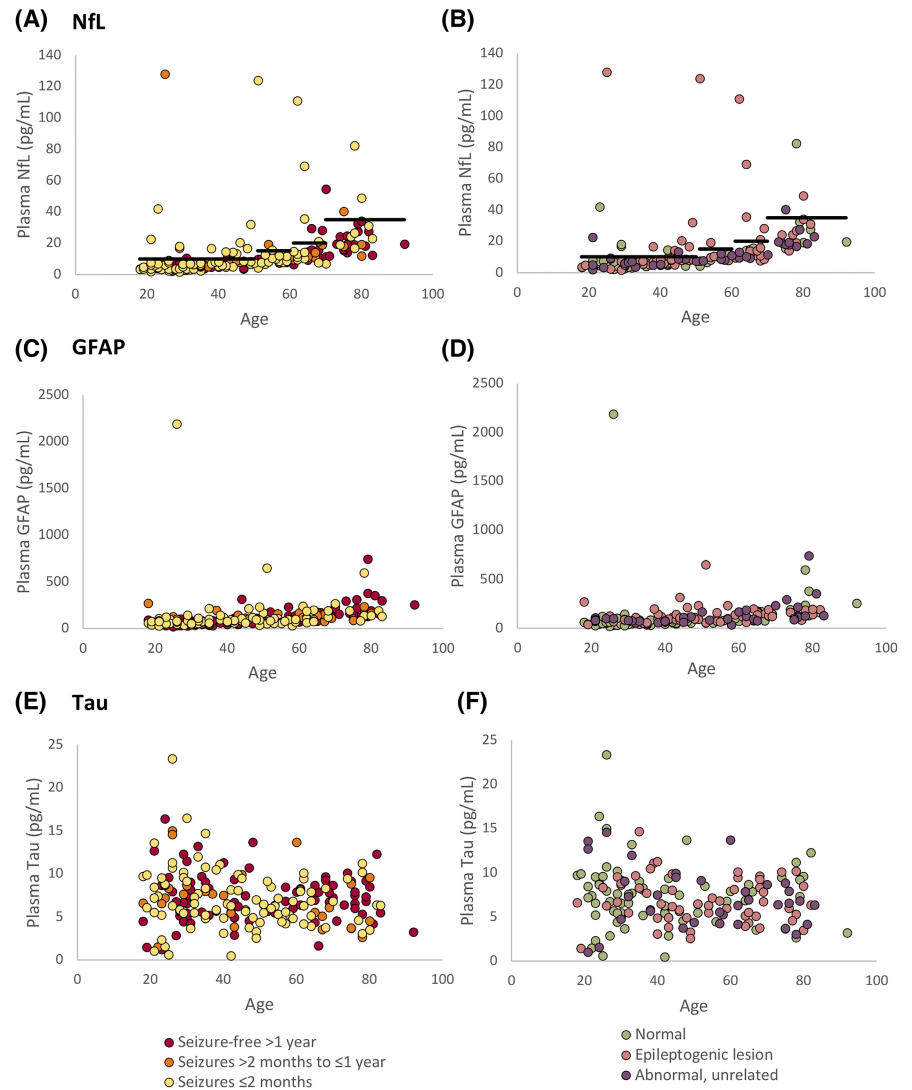 (A) NfL
140
120
100
80
60
40
20
0
Plasma NfL (pg/mL)
0 20 40 60 80 100
Age
(B)
140
120
100
80
60
40
20
0
Plasma NfL (pg/mL)
0 20 40 60 80 100
Age
(C) GFAP
2500
2000
1500
1000
500
0
Plasma GFAP (pg/mL)
0 20 40 60 80 100
Age
(D)
2500
2000
1500
1000
500
0
Plasma GFAP (pg/mL)
0 20 40 60 80 100
Age
(E) Tau
25
20
15
10
5
0
Plasma Tau (pg/mL)
0 20 40 60 80 100
Age
(F)
25
20
15
10
5
0
Plasma Tau (pg/mL)
0 20 40 60 80 100
Age
Seizure-free >1 year
Seizures >2 months to ≤1 year
Seizures ≤2 months
Normal
Epileptogenic lesion
Abnormal, unrelated